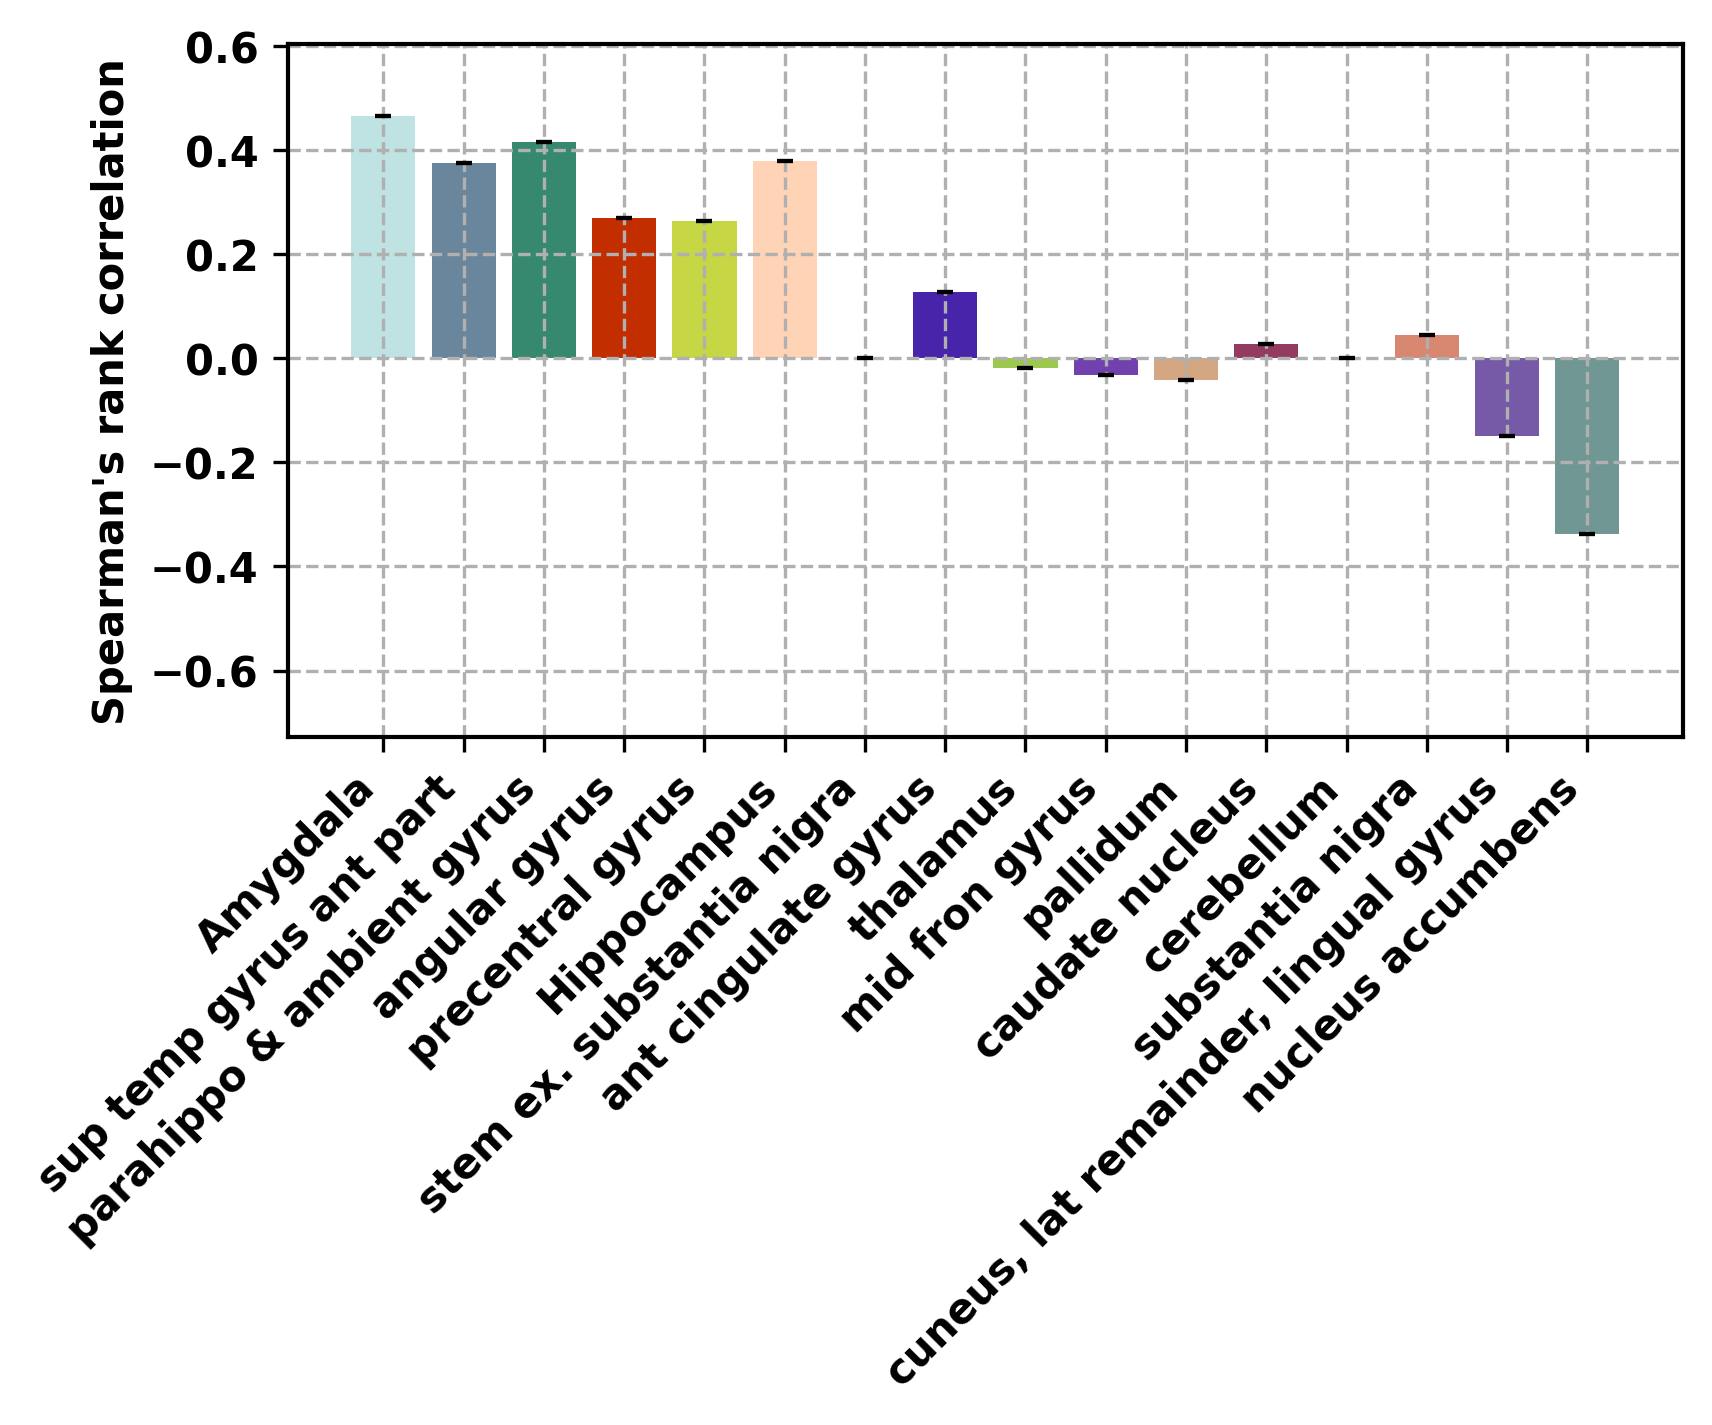 Spearman's rank correlation
0.6
0.4
0.2
0.0
−0.2
−0.4
−0.6
Amygdala
sup temp gyrus ant part
parahippo & ambient gyrus
angular gyrus
precentral gyrus
Hippocampus
stem ex. substantia nigra
ant cingulate gyrus
thalamus
mid fron gyrus
pallidum
caudate nucleus
cerebellum
substantia nigra
cuneus, lat remainder, lingual gyrus
nucleus accumbens